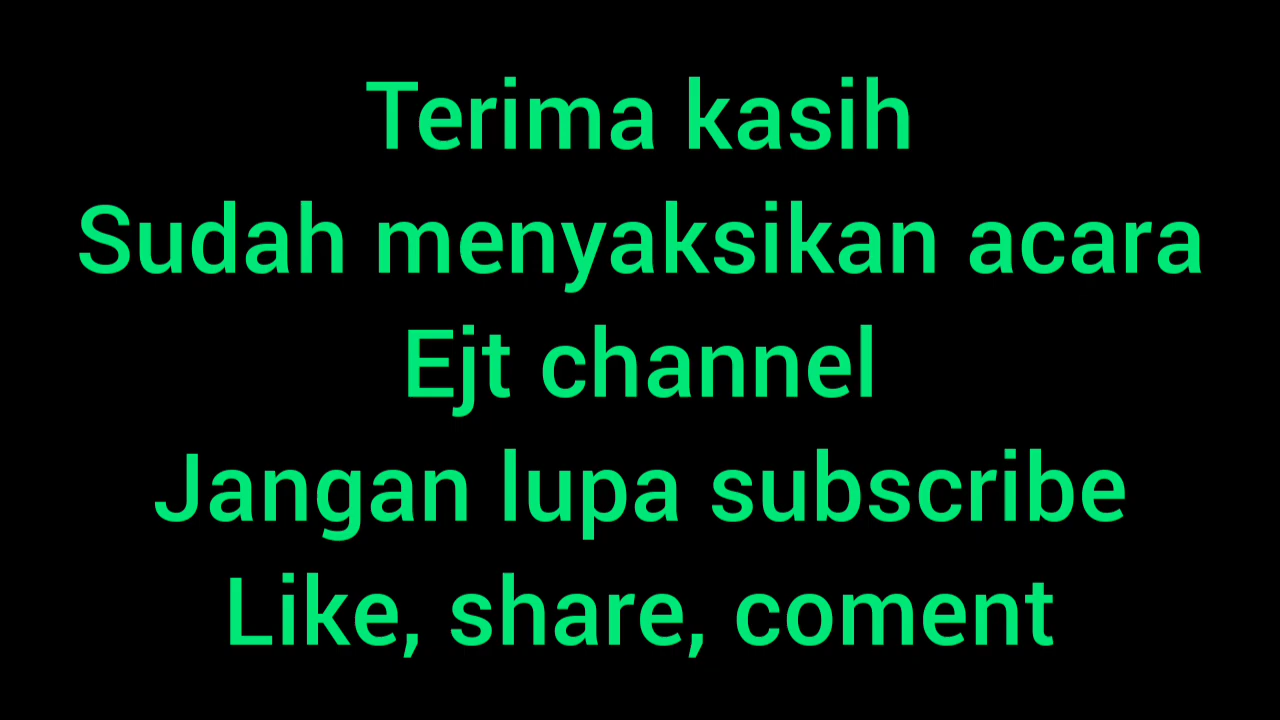 Terima kasih
Sudah menyaksikan acara
Ejt channel
Jangan lupa subscribe
Like, share, coment